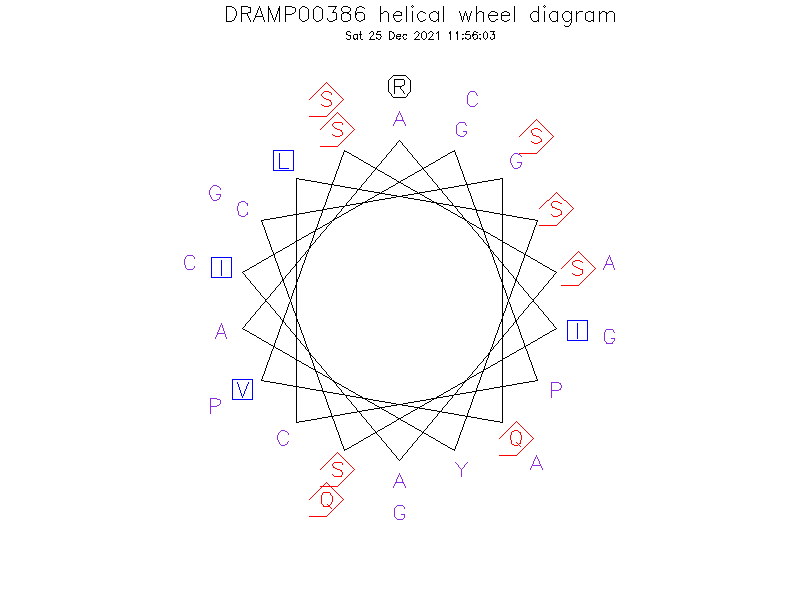 DRAMP00386 helical wheel diagram
Sat 25 Dec 2021 11:56:03
R
S C
A
S G S
L G
G
C S
C I S A
A I G
V P
P
C Q A
S Y
A
Q G